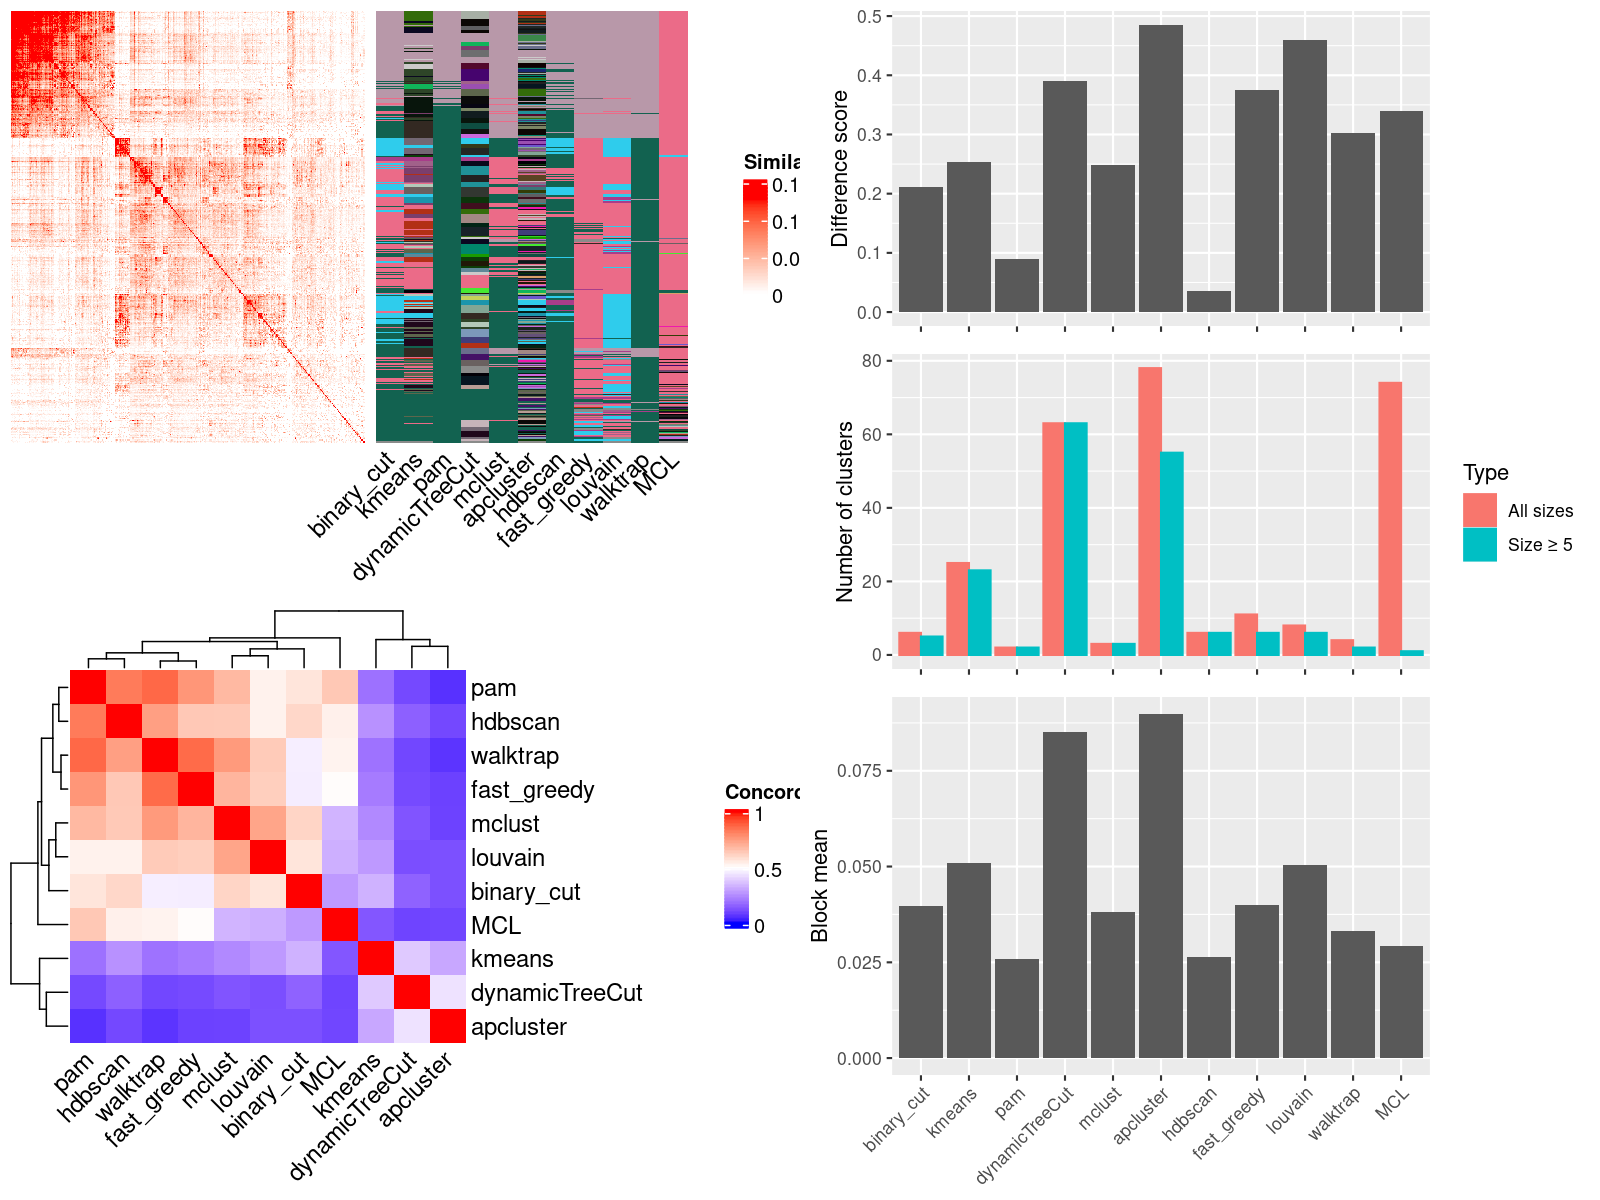 Simila
0.1
0.1
0.0
0
binary_cut
kmeans
pam
dynamicTreeCut
mclust
apcluster
hdbscan
fast_greedy
louvain
walktrap
MCL
pam
hdbscan
walktrap
fast_greedy
mclust
louvain
binary_cut
MCL
kmeans
dynamicTreeCut
apcluster
pam
hdbscan
walktrap
fast_greedy
mclust
louvain
binary_cut
MCL
kmeans
dynamicTreeCut
apcluster
Concord
1
0.5
0
Difference score
0.5
0.4
0.3
0.2
0.1
0.0
Number of clusters
80
60
40
20
0
Type
All sizes
Size ≥ 5
Block mean
0.075
0.050
0.025
0.000
binary_cut
kmeans
pam
dynamicTreeCut
mclust
apcluster
hdbscan
fast_greedy
louvain
walktrap
MCL